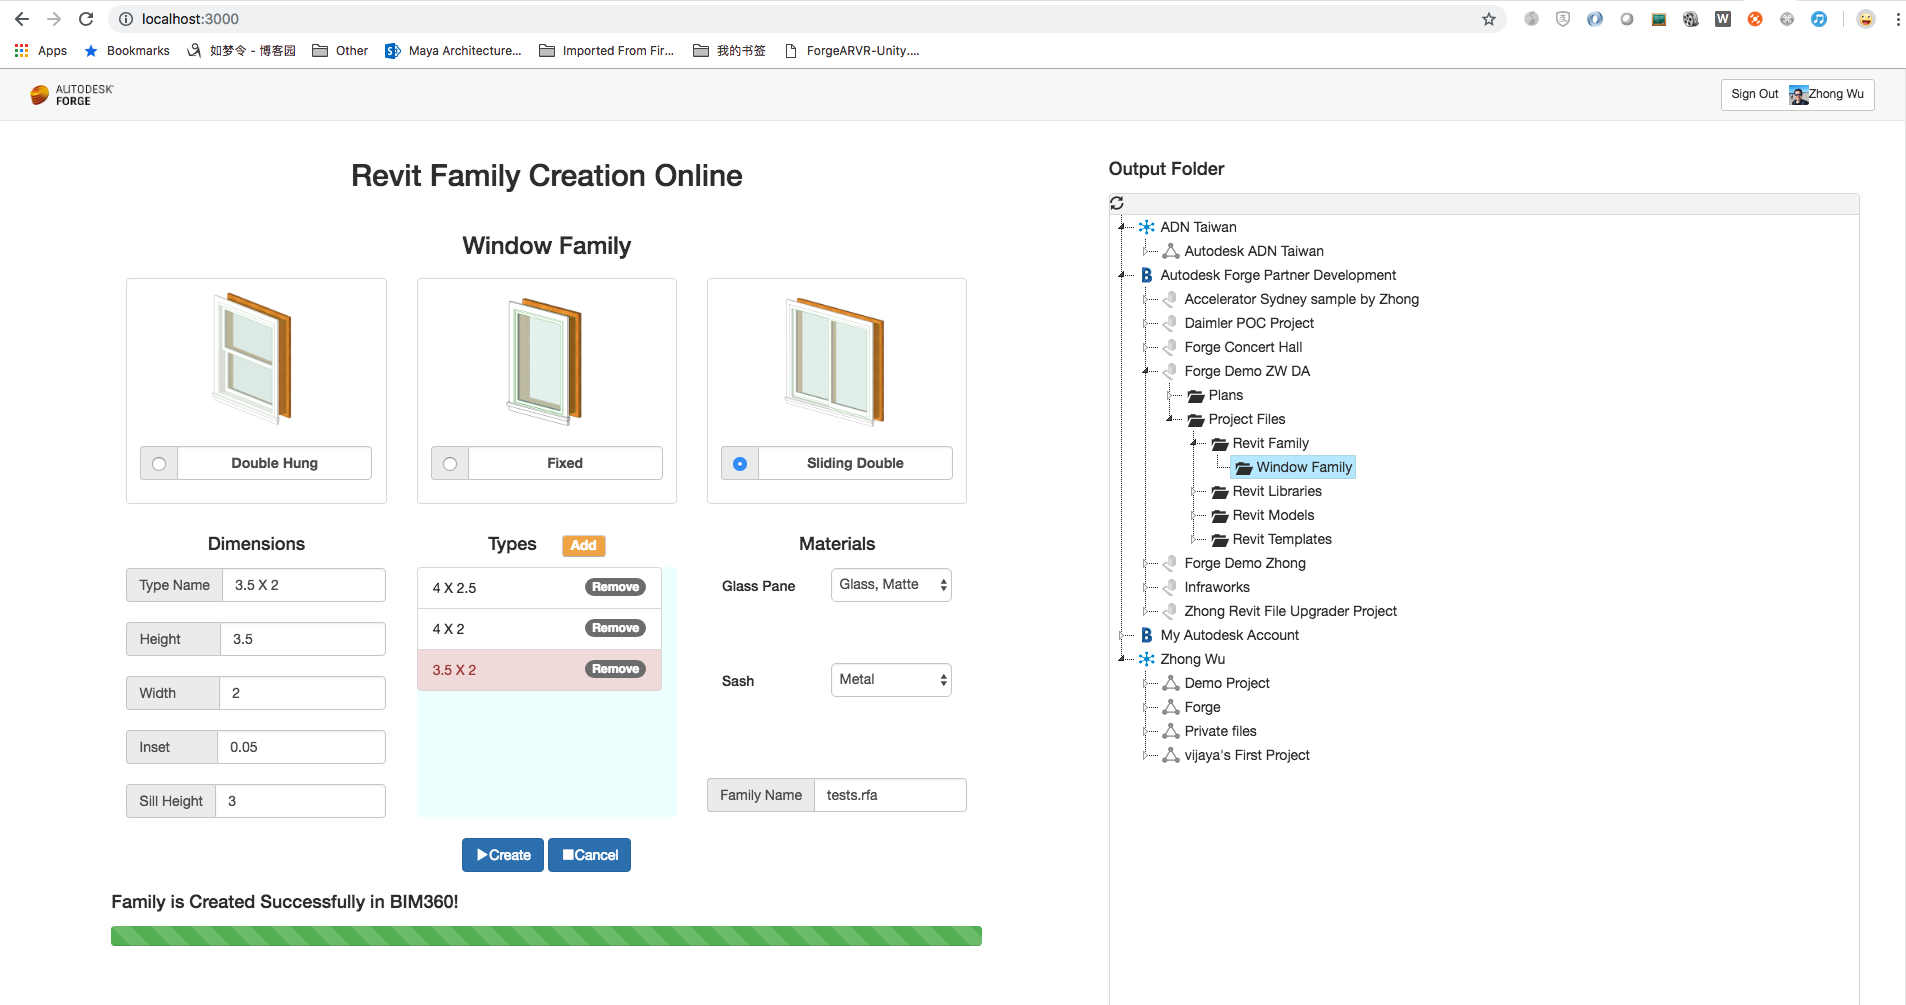 localhost:3000
Apps
Bookmarks
如梦令 - 博客园
Other
Maya Architecture...
Imported From Fir...
我的书签
ForgeARVR-Unity....
AUTODESK
FORGE
Sign Out Zhong Wu
Revit Family Creation Online
Window Family
Double Hung
Fixed
Sliding Double
Dimensions
Type Name 3.5 X 2
Height 3.5
Width 2
Inset 0.05
Sill Height 3
Types Add
4 X 2.5 Remove
4 X 2 Remove
3.5 X 2 Remove
Materials
Glass Pane Glass, Matte
Sash Metal
Family Name tests.rfa
Create
Cancel
Family is Created Successfully in BIM360!
Output Folder
ADN Taiwan
Autodesk ADN Taiwan
Autodesk Forge Partner Development
Accelerator Sydney sample by Zhong
Daimler POC Project
Forge Concert Hall
Forge Demo ZW DA
Plans
Project Files
Revit Family
Window Family
Revit Libraries
Revit Models
Revit Templates
Forge Demo Zhong
Infraworks
Zhong Revit File Upgrader Project
My Autodesk Account
Zhong Wu
Demo Project
Forge
Private files
vijaya's First Project